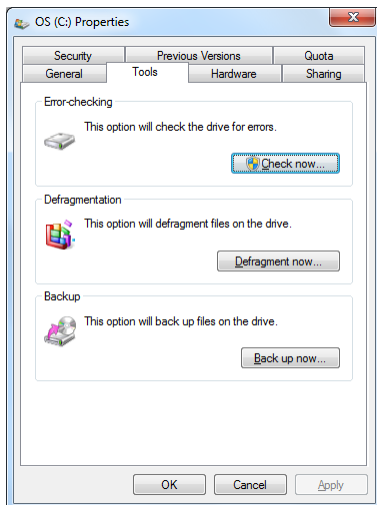 OS (C:) Properties
Security Previous Versions Quota
General Tools Hardware Sharing
Error-checking
This option will check the drive for errors.
Check now...
Defragmentation
This option will defragment files on the drive.
Defragment now...
Backup
This option will back up files on the drive.
Back up now...
OK Cancel Apply